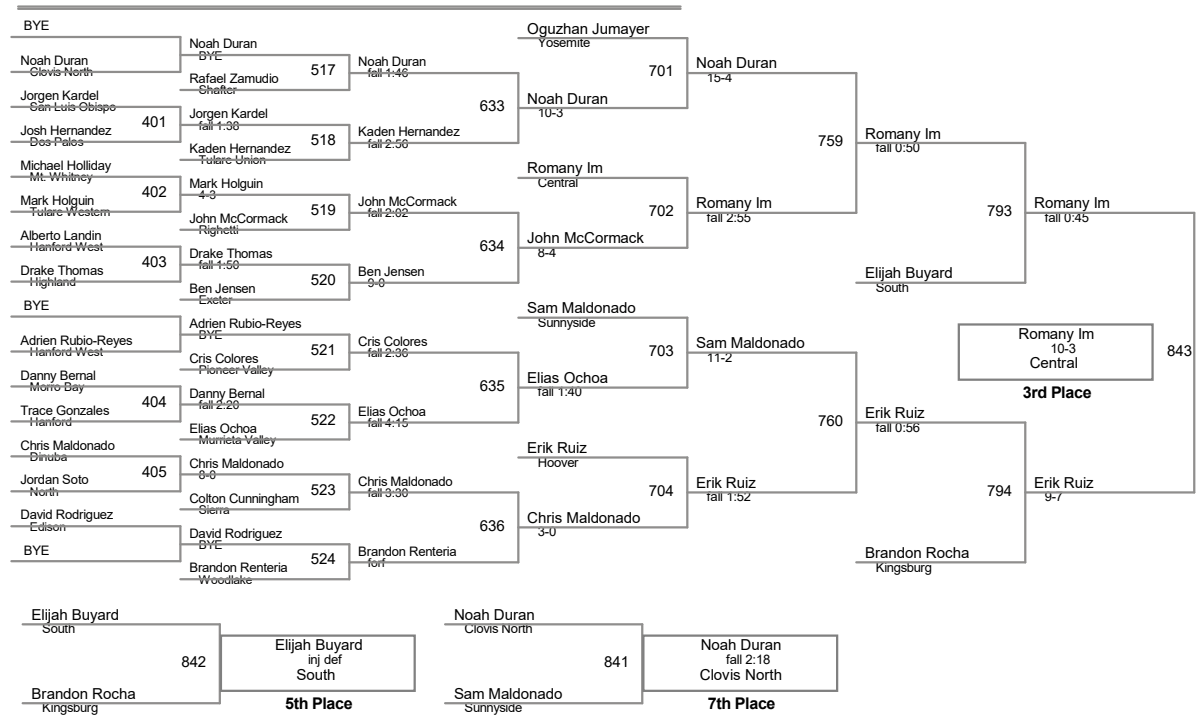 BYE
Noah Duran
Clovis North
Jorgen Kardel
San Luis Obispo
401
Josh Hernandez
Dos Palos
Michael Holliday
Mt. Whitney
402
Mark Holguin
Tulare Western
Alberto Landin
Hanford West
403
Drake Thomas
Highland
BYE
Adrien Rubio-Reyes
Hanford West
Danny Bernal
Morro Bay
404
Trace Gonzales
Hanford
Chris Maldonado
Dinuba
405
Jordan Soto
North
David Rodriguez
Edison
BYE
Noah Duran
BYE
517
Rafael Zamudio
Shafter
Jorgen Kardel
fall 1:38
518
Kaden Hernandez
Tulare Union
Mark Holguin
4-3
519
John McCormack
Righetti
Drake Thomas
fall 1:50
520
Ben Jensen
Exeter
Adrien Rubio-Reyes
BYE
521
Cris Colores
Pioneer Valley
Danny Bernal
fall 2:20
522
Elias Ochoa
Murrieta Valley
Chris Maldonado
8-0
523
Colton Cunningham
Sierra
David Rodriguez
BYE
524
Brandon Renteria
Woodlake
Noah Duran
fall 1:46
633
Kaden Hernandez
fall 2:56
John McCormack
fall 2:02
634
Ben Jensen
9-0
Cris Colores
fall 2:36
635
Elias Ochoa
fall 4:15
Chris Maldonado
fall 3:30
636
Brandon Renteria
forf
Oguzhan Jumayer
Yosemite
701
Noah Duran
10-3
Romany Im
Central
702
John McCormack
8-4
Sam Maldonado
Sunnyside
703
Elias Ochoa
fall 1:40
Erik Ruiz
Hoover
704
Chris Maldonado
3-0
Noah Duran
15-4
759
Romany Im
fall 2:55
Sam Maldonado
11-2
760
Erik Ruiz
fall 1:52
Romany Im
fall 0:50
793
Elijah Buyard
South
Erik Ruiz
fall 0:56
794
Brandon Rocha
Kingsburg
Romany Im
fall 0:45
843
Erik Ruiz
9-7
Romany Im
10-3
Central
3rd Place
Elijah Buyard
South
842
Brandon Rocha
Kingsburg
Elijah Buyard
inj def
South
5th Place
Noah Duran
Clovis North
841
Sam Maldonado
Sunnyside
Noah Duran
fall 2:18
Clovis North
7th Place